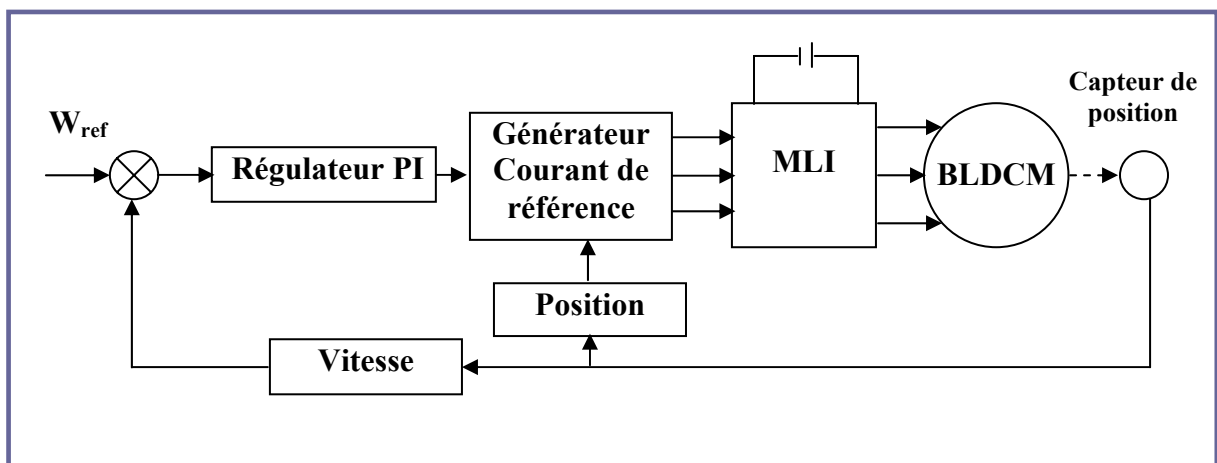 W_ref
Régulateur PI
Générateur
Courant de
référence
MLI
BLDCM
Capteur de
position
Position
Vitesse